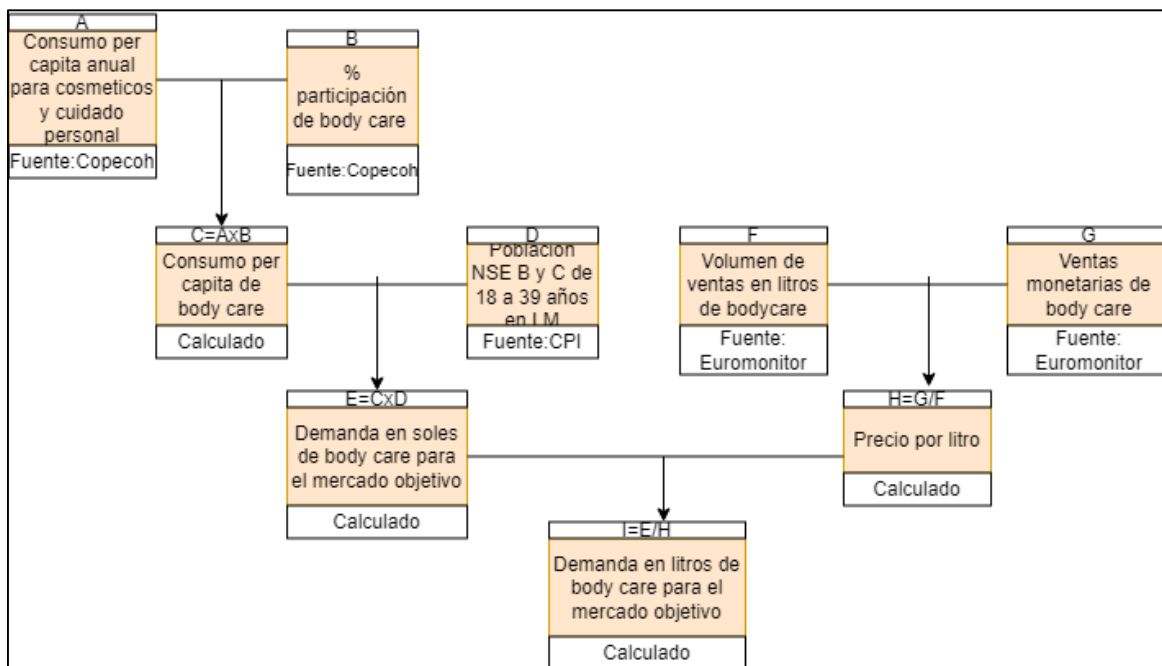 A
Consumo per
capita anual
para cosmeticos
y cuidado
personal
Fuente:Copecoh
B
%
participación
de body care
Fuente:Copecoh
C=AxB
Consumo per
capita de
body care
Calculado
D
Población
NSE B y C de
18 a 39 años
en LM
Fuente:CPI
F
Volumen de
ventas en litros
de bodycare
Fuente:
Euromonitor
G
Ventas
monetarias de
body care
Fuente:
Euromonitor
E=CxD
Demanda en soles
de body care para
el mercado objetivo
Calculado
H=G/F
Precio por litro
Calculado
I=E/H
Demanda en litros de
body care para el
mercado objetivo
Calculado